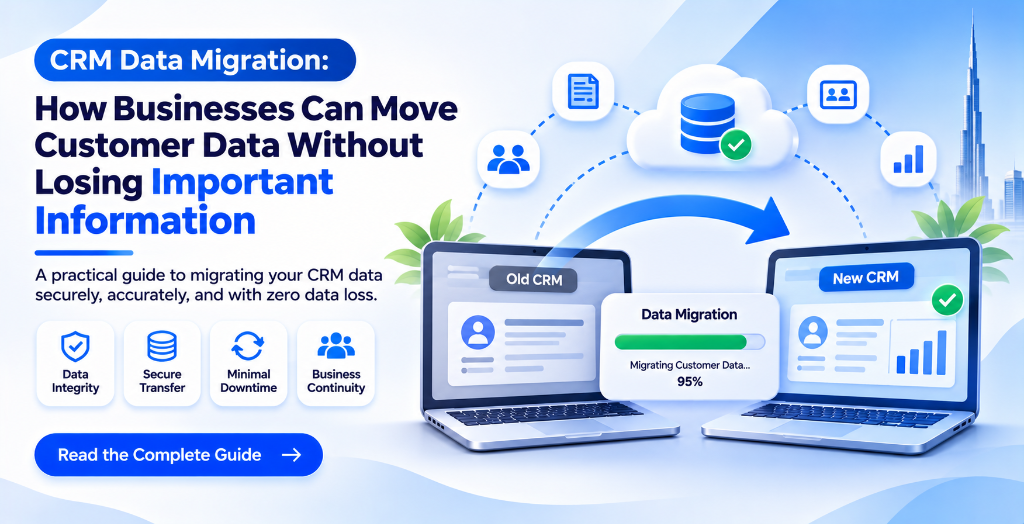 CRM Data Migration:
How Businesses Can Move
Customer Data Without
Losing Important
Information
A practical guide to migrating your CRM data
securely, accurately, and with zero data loss.
Data
Integrity
Secure
Transfer
Minimal
Downtime
Business
Continuity
Read the Complete Guide
Old CRM
New CRM
Data Migration
Migrating Customer Data...
95%